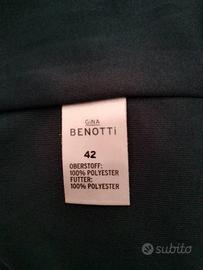 GiNA
BENOTTi
42
OBERSTOFF:
100% POLYESTER
FUTTER:
100% POLYESTER
subito